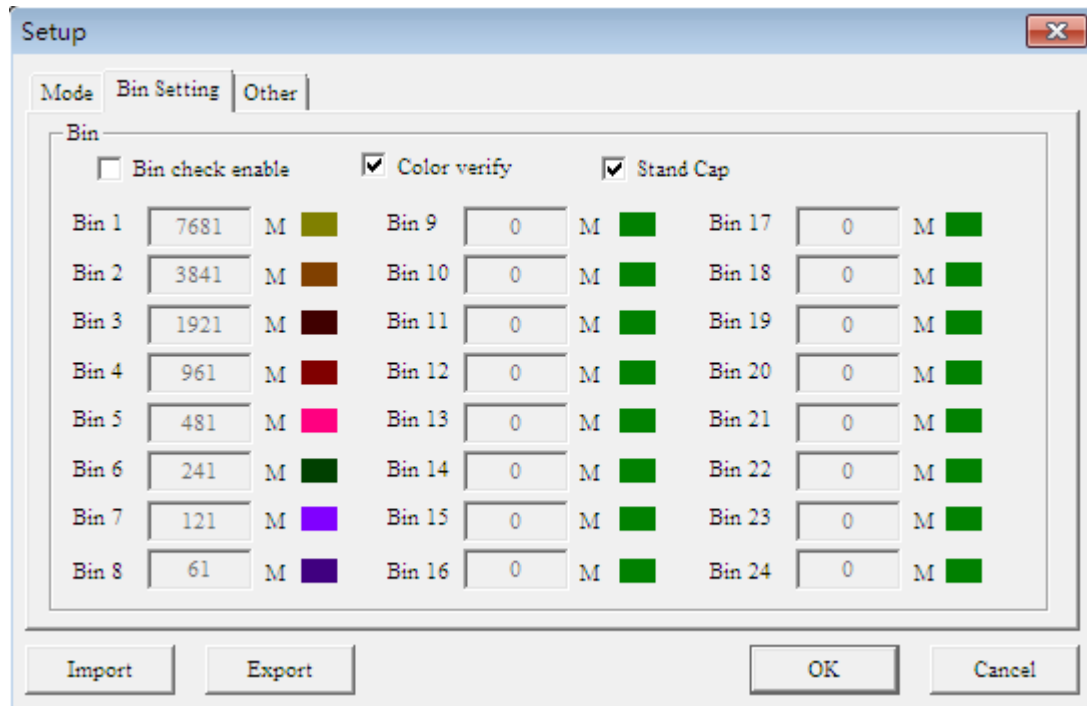 Setup
Mode Bin Setting Other
Bin
Bin check enable Color verify Stand Cap
Bin 1 7681 M Bin 9 0 M Bin 17 0 M
Bin 2 3841 M Bin 10 0 M Bin 18 0 M
Bin 3 1921 M Bin 11 0 M Bin 19 0 M
Bin 4 961 M Bin 12 0 M Bin 20 0 M
Bin 5 481 M Bin 13 0 M Bin 21 0 M
Bin 6 241 M Bin 14 0 M Bin 22 0 M
Bin 7 121 M Bin 15 0 M Bin 23 0 M
Bin 8 61 M Bin 16 0 M Bin 24 0 M
Import Export OK Cancel